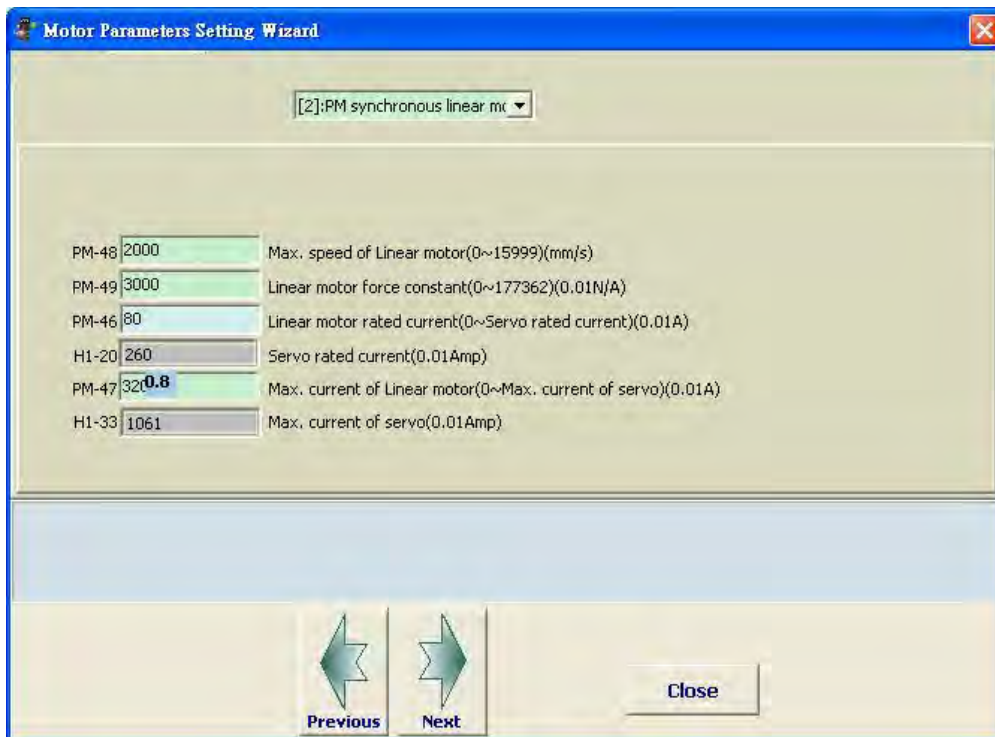 Motor Parameters Setting Wizard
[2]:PM synchronous linear mo
PM-48 2000 Max. speed of Linear motor(0~15999)(mm/s)
PM-49 3000 Linear motor force constant(0~177362)(0.01N/A)
PM-46 80 Linear motor rated current(0~Servo rated current)(0.01A)
H1-20 260 Servo rated current(0.01Amp)
PM-47 320 0.8 Max. current of Linear motor(0~Max. current of servo)(0.01A)
H1-33 1061 Max. current of servo(0.01Amp)
Previous Next Close